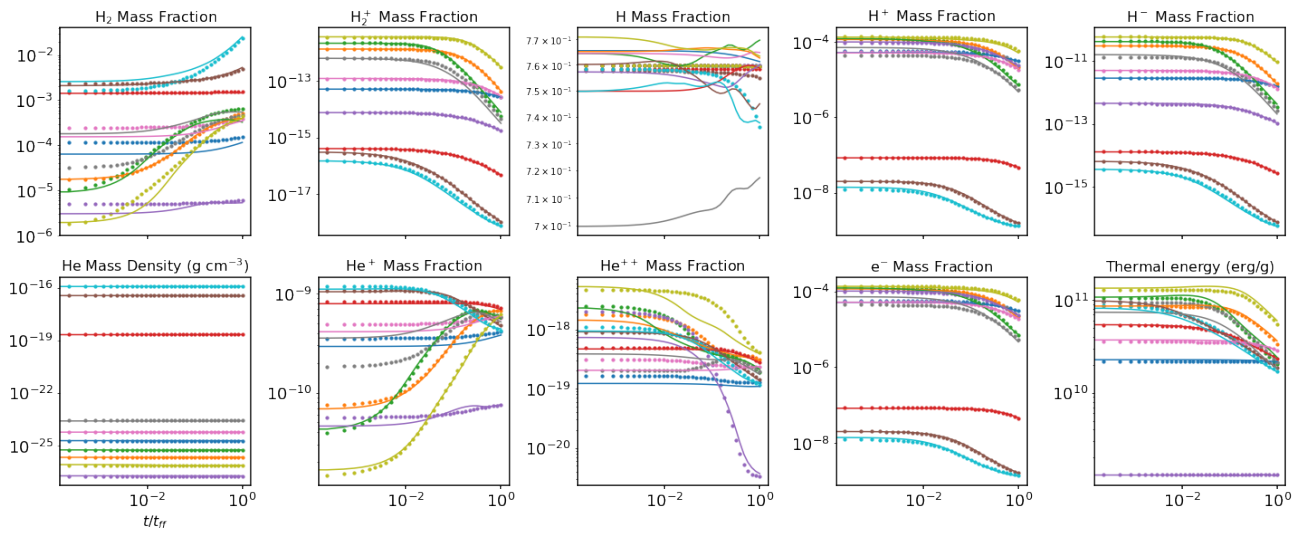 H₂ Mass Fraction
10⁻²
10⁻³
10⁻⁴
10⁻⁵
10⁻⁶
10⁻²
10⁰
H₂⁺ Mass Fraction
10⁻¹³
10⁻¹⁵
10⁻¹⁷
10⁻²
10⁰
H Mass Fraction
7.7 × 10⁻¹
7.6 × 10⁻¹
7.5 × 10⁻¹
7.4 × 10⁻¹
7.3 × 10⁻¹
7.2 × 10⁻¹
7.1 × 10⁻¹
7 × 10⁻¹
10⁻²
10⁰
H⁺ Mass Fraction
10⁻⁴
10⁻⁶
10⁻⁸
10⁻²
10⁰
H⁻ Mass Fraction
10⁻¹¹
10⁻¹³
10⁻¹⁵
10⁻²
10⁰
He Mass Density (g cm⁻³)
10⁻¹⁶
10⁻¹⁹
10⁻²²
10⁻²⁵
10⁻²
10⁰
t/t_ff
He⁺ Mass Fraction
10⁻⁹
10⁻¹⁰
10⁻²
10⁰
He⁺⁺ Mass Fraction
10⁻¹⁸
10⁻¹⁹
10⁻²⁰
10⁻²
10⁰
e⁻ Mass Fraction
10⁻⁴
10⁻⁶
10⁻⁸
10⁻²
10⁰
Thermal energy (erg/g)
10¹¹
10¹⁰
10⁻²
10⁰